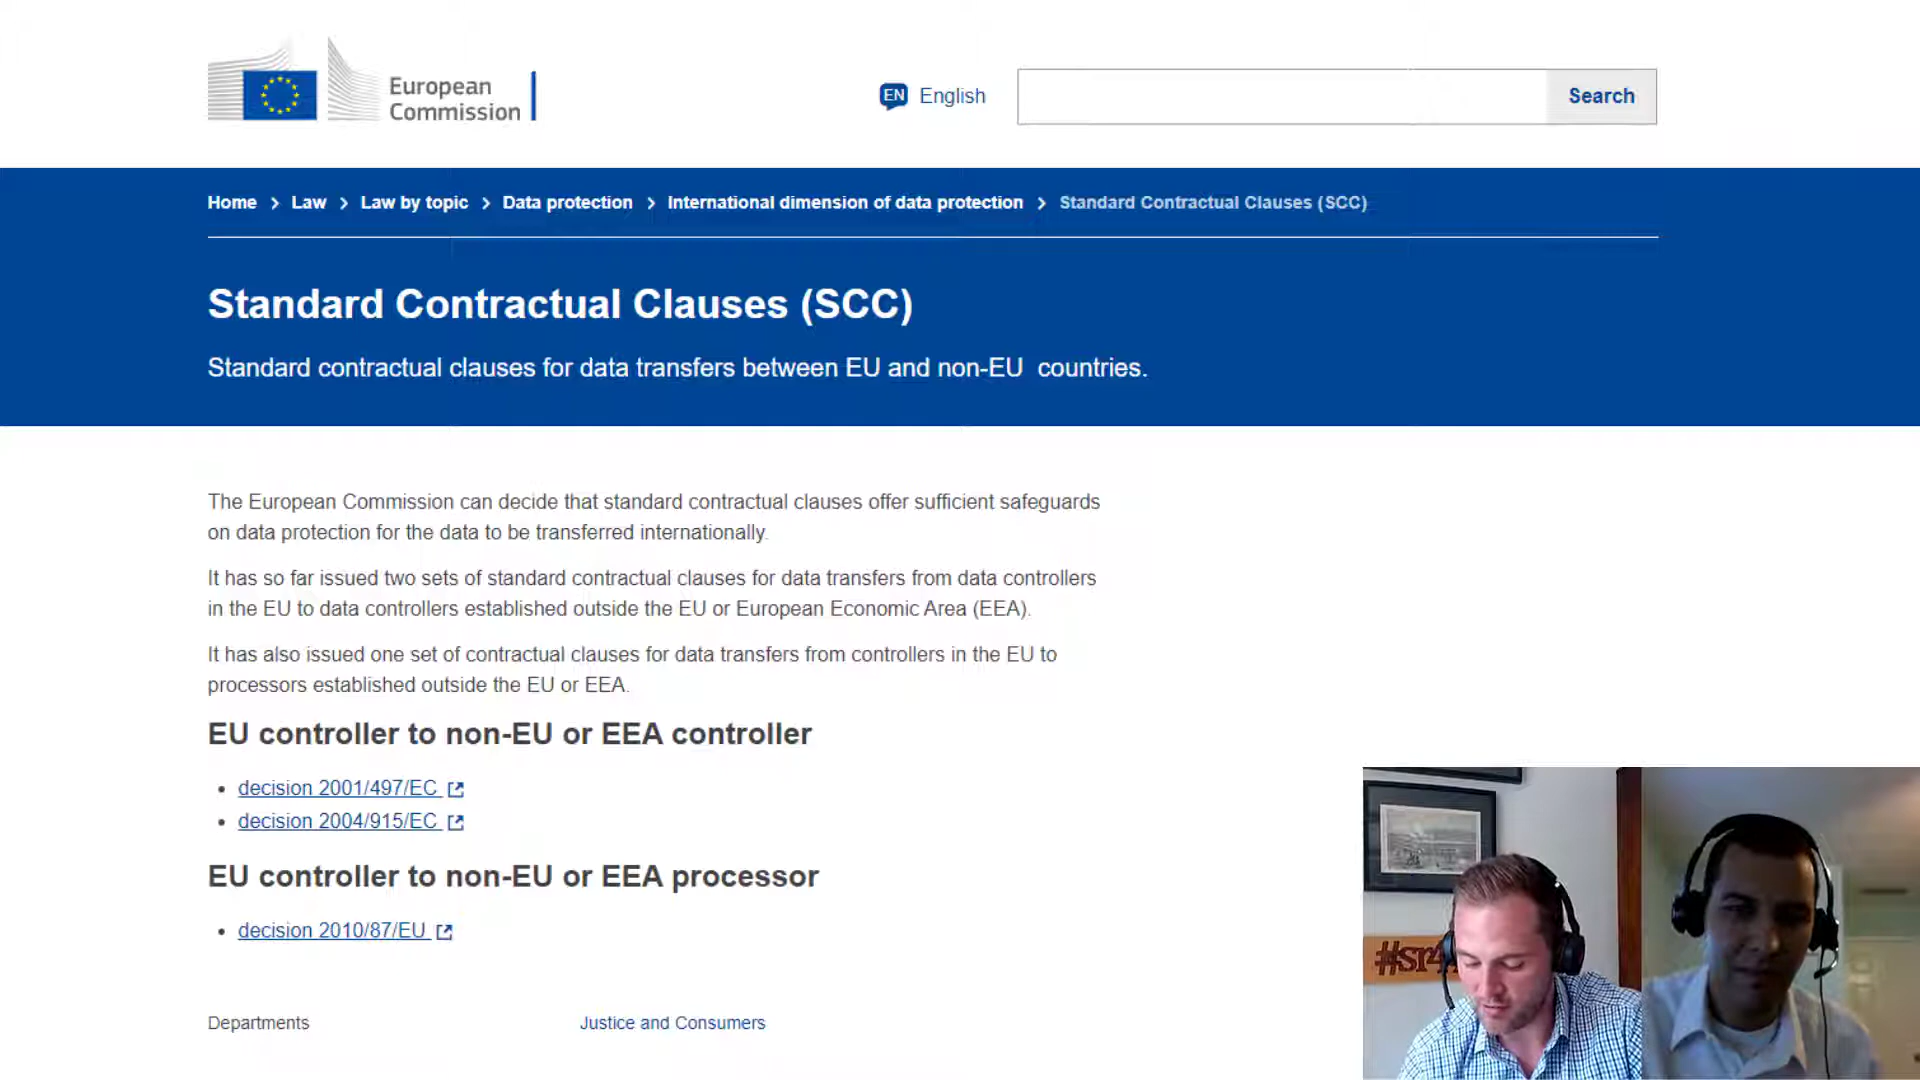 European
Commission
EN English
Search
Home > Law > Law by topic > Data protection > International dimension of data protection > Standard Contractual Clauses (SCC)
Standard Contractual Clauses (SCC)
Standard contractual clauses for data transfers between EU and non-EU countries.
The European Commission can decide that standard contractual clauses offer sufficient safeguards
on data protection for the data to be transferred internationally.
It has so far issued two sets of standard contractual clauses for data transfers from data controllers
in the EU to data controllers established outside the EU or European Economic Area (EEA).
It has also issued one set of contractual clauses for data transfers from controllers in the EU to
processors established outside the EU or EEA.
EU controller to non-EU or EEA controller
• decision 2001/497/EC
• decision 2004/915/EC
EU controller to non-EU or EEA processor
• decision 2010/87/EU
Departments
Justice and Consumers